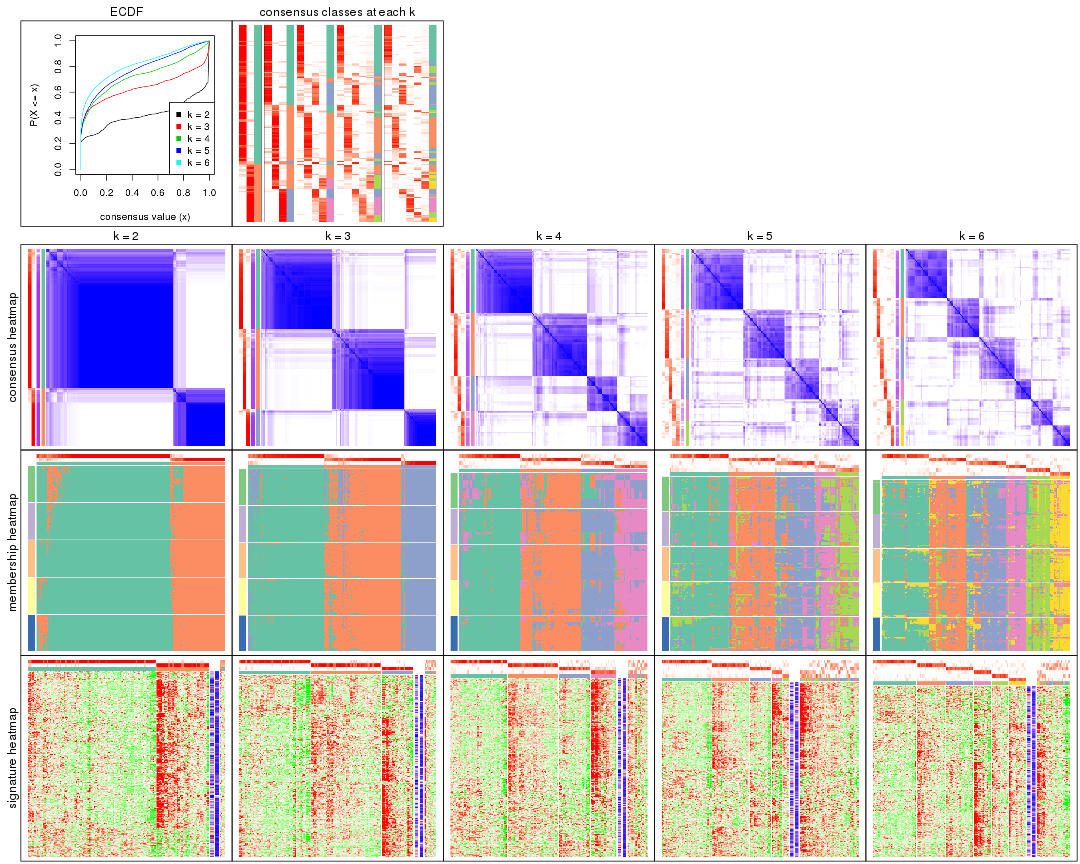 ECDF
consensus classes at each k
P(X <= x)
0.0
0.2
0.4
0.6
0.8
1.0
k = 2
k = 3
k = 4
k = 5
k = 6
0.0 0.2 0.4 0.6 0.8 1.0
consensus value (x)
k = 2
k = 3
k = 4
k = 5
k = 6
consensus heatmap
membership heatmap
signature heatmap